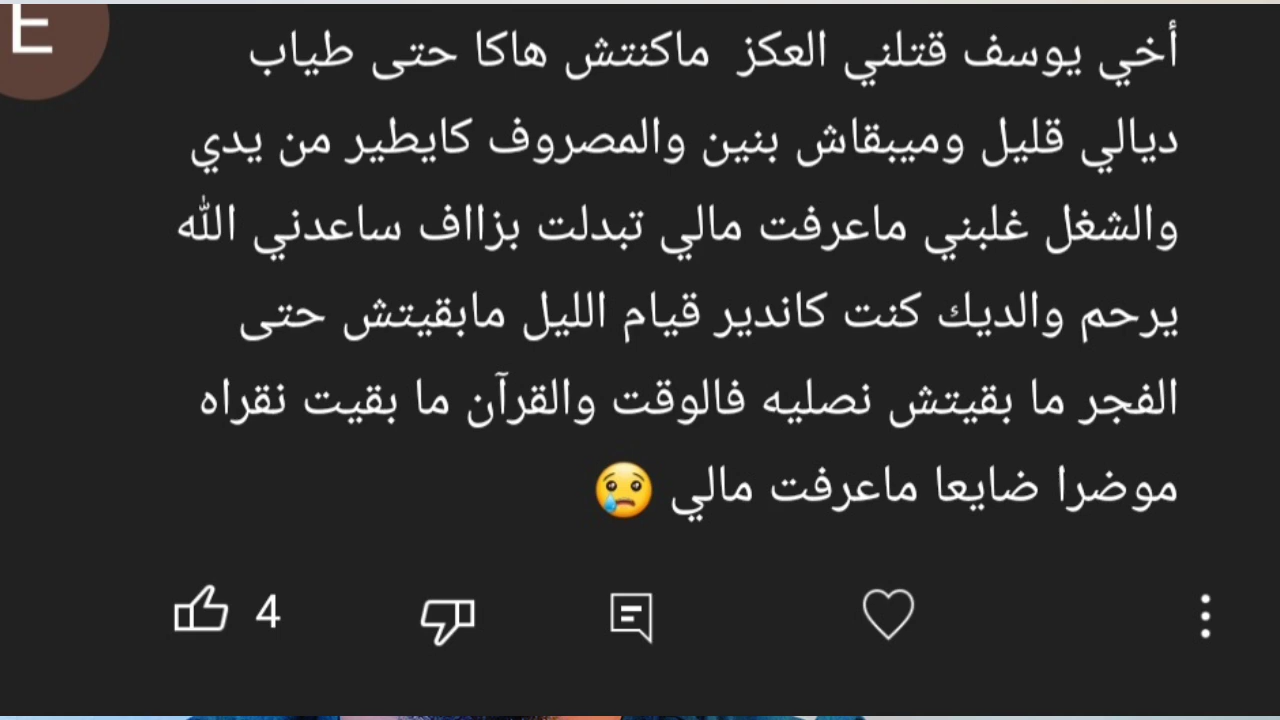 E
أخي يوسف قتلني العكز ماكنتش هاكا حتى طياب
ديالي قليل وميبقاش بنين والمصروف كايطير من يدي
والشغل غلبني ماعرفت مالي تبدلت بزااف ساعدني الله
يرحم والديك كنت كاندير قيام الليل مابقيتش حتى
الفجر ما بقيتش نصليه فالوقت والقرآن ما بقيت نقراه
موضرا ضايعا ماعرفت مالي 😢
4